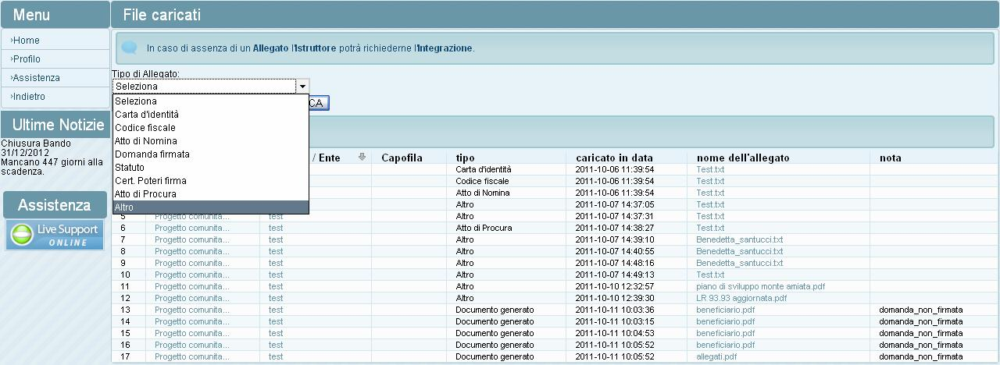 Menu
›Home
›Profilo
›Assistenza
›Indietro
Ultime Notizie
Chiusura Bando
31/12/2012
Mancano 447 giorni alla
scadenza.
Assistenza
Live Support
ONLINE
File caricati
In caso di assenza di un Allegato l'Istruttore potrà richiederne l'Integrazione.
Tipo di Allegato:
Seleziona
CA
Seleziona
Carta d'identità
Codice fiscale
Atto di Nomina
Domanda firmata
Statuto
Cert. Poteri firma
Atto di Procura
Altro
/ Ente Capofila tipo caricato in data nome dell'allegato nota
Carta d'identità 2011-10-06 11:39:54 Test.txt
Codice fiscale 2011-10-06 11:39:54 Test.txt
Atto di Nomina 2011-10-06 11:39:54 Test.txt
Altro 2011-10-07 14:37:05 Test.txt
5 Progetto comunita... test Altro 2011-10-07 14:37:31 Test.txt
6 Progetto comunita... test Atto di Procura 2011-10-07 14:23:27 Test.txt
7 Progetto comunita... test Altro 2011-10-07 14:39:10 Benedetta_santucci.txt
8 Progetto comunita... test Altro 2011-10-07 14:40:55 Benedetta_santucci.txt
9 Progetto comunita... test Altro 2011-10-07 14:48:16 Benedetta_santucci.txt
10 Progetto comunita... test Altro 2011-10-07 14:49:13 Test.txt
11 Progetto comunita... test Altro 2011-10-10 12:32:57 piano di sviluppo monte amiata.pdf
12 Progetto comunita... test Altro 2011-10-10 12:39:30 LR 93.93 aggiornata.pdf
13 Progetto comunita... test Documento generato 2011-10-11 10:03:36 beneficiario.pdf domanda_non_firmata
14 Progetto comunita... test Documento generato 2011-10-11 10:03:15 beneficiario.pdf domanda_non_firmata
15 Progetto comunita... test Documento generato 2011-10-11 10:04:53 beneficiario.pdf domanda_non_firmata
16 Progetto comunita... test Documento generato 2011-10-11 10:05:52 beneficiario.pdf domanda_non_firmata
17 Progetto comunita... test Documento generato 2011-10-11 10:05:52 allegati.pdf domanda_non_firmata